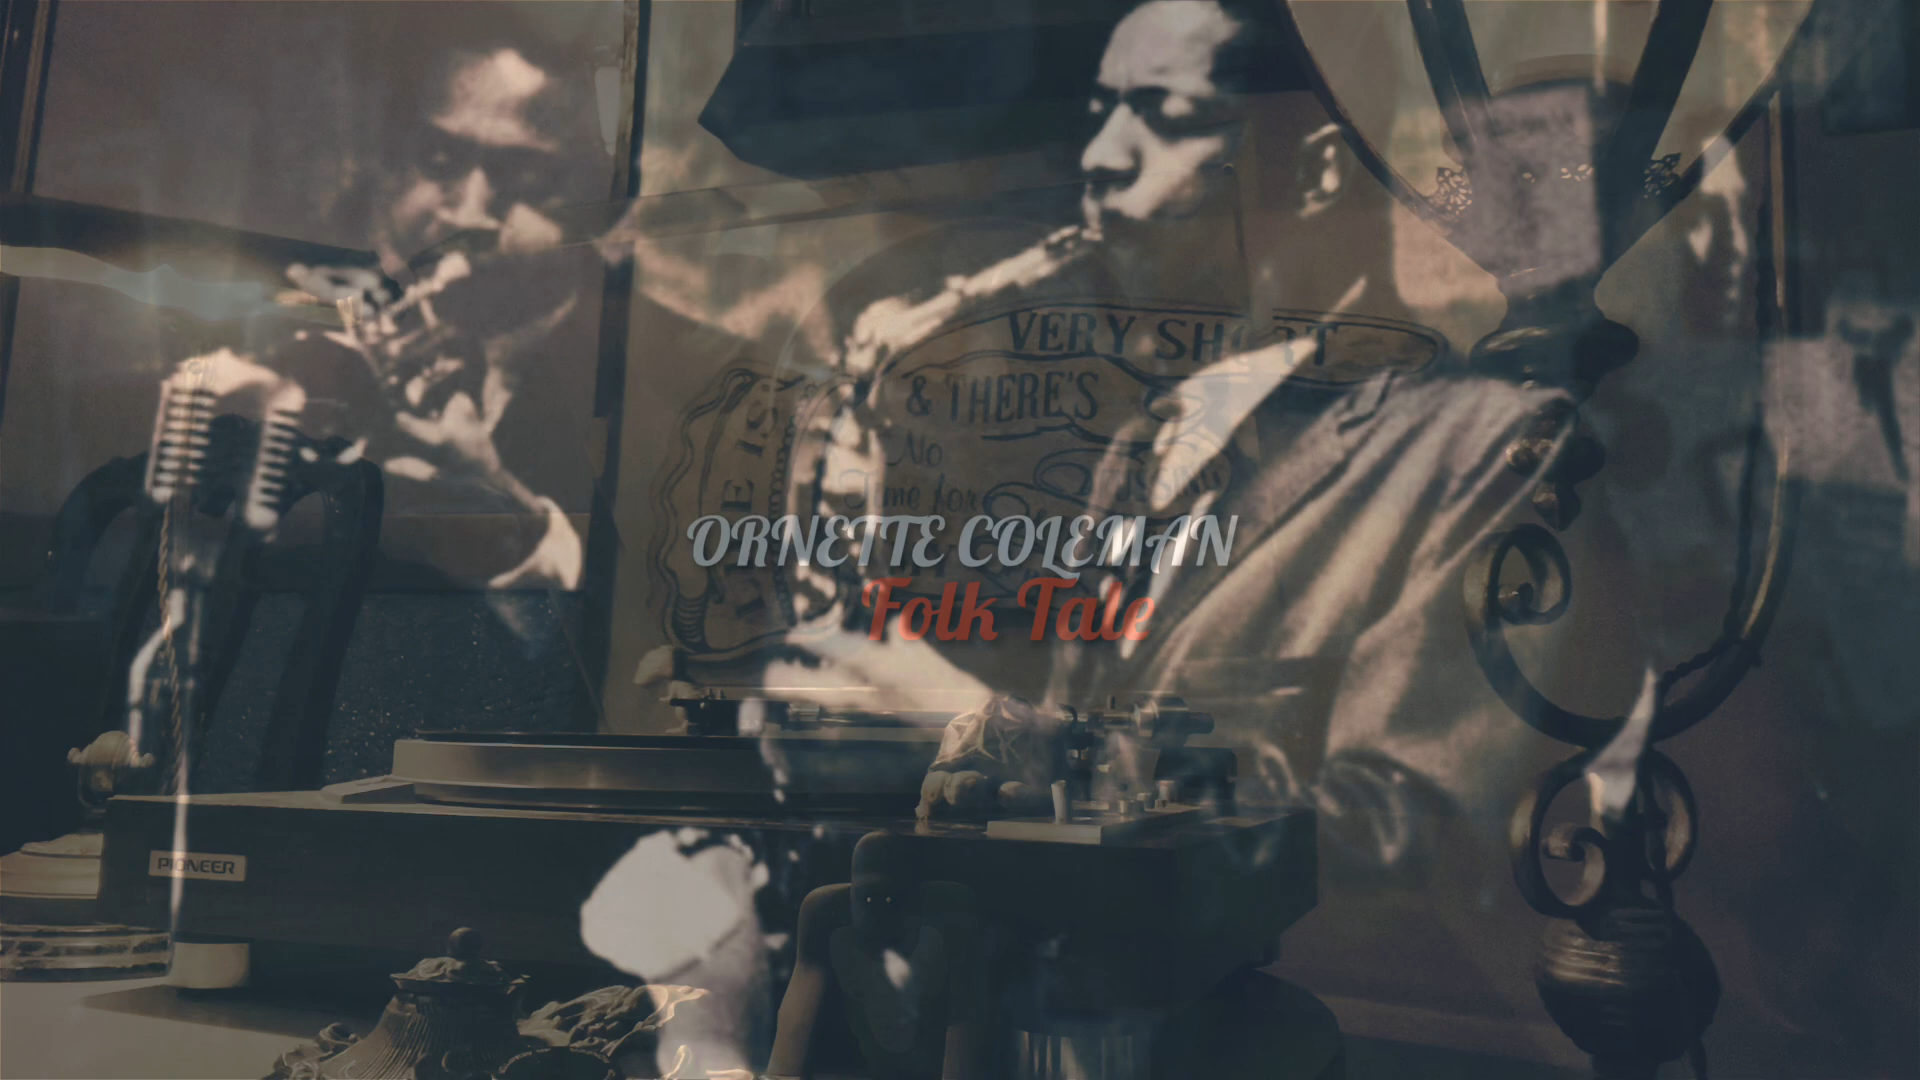 VERY SHORT
& THERE'S
No
Time for
ORNETTE COLEMAN
Folk Tale
PIONEER